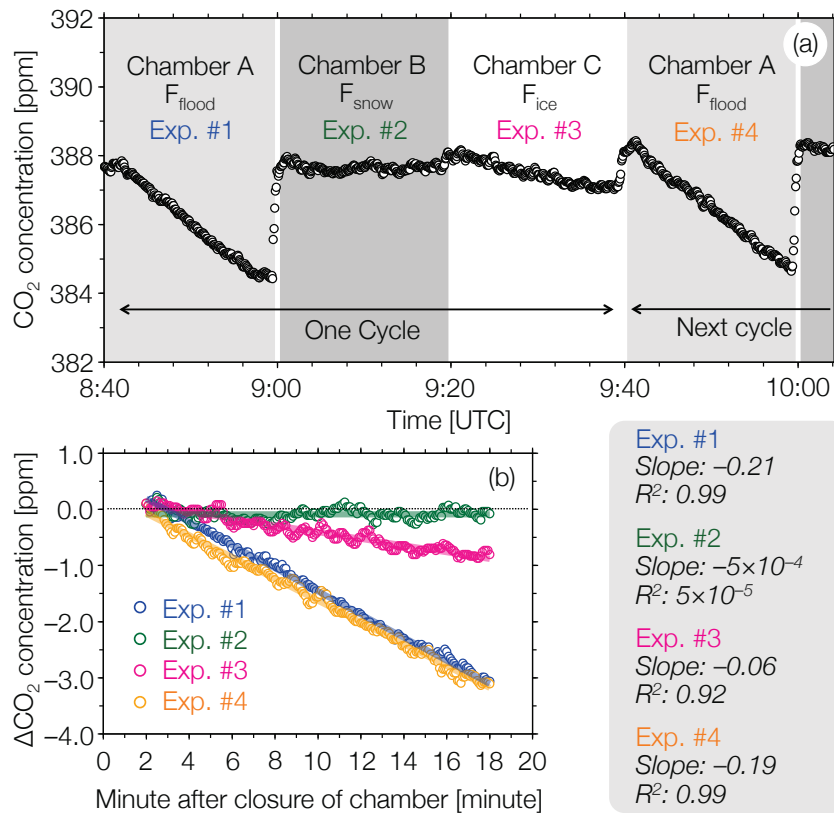 392
390
388
386
384
382
CO₂ concentration [ppm]
(a)
Chamber A
F_flood
Exp. #1
Chamber B
F_snow
Exp. #2
Chamber C
F_ice
Exp. #3
Chamber A
F_flood
Exp. #4
One Cycle
Next cycle
8:40 9:00 9:20 9:40 10:00
Time [UTC]
(b)
1.0
0.0
−1.0
−2.0
−3.0
−4.0
ΔCO₂ concentration [ppm]
Exp. #1
Exp. #2
Exp. #3
Exp. #4
0 2 4 6 8 10 12 14 16 18 20
Minute after closure of chamber [minute]
Exp. #1
Slope: −0.21
R²: 0.99
Exp. #2
Slope: −5×10⁻⁴
R²: 5×10⁻⁵
Exp. #3
Slope: −0.06
R²: 0.92
Exp. #4
Slope: −0.19
R²: 0.99